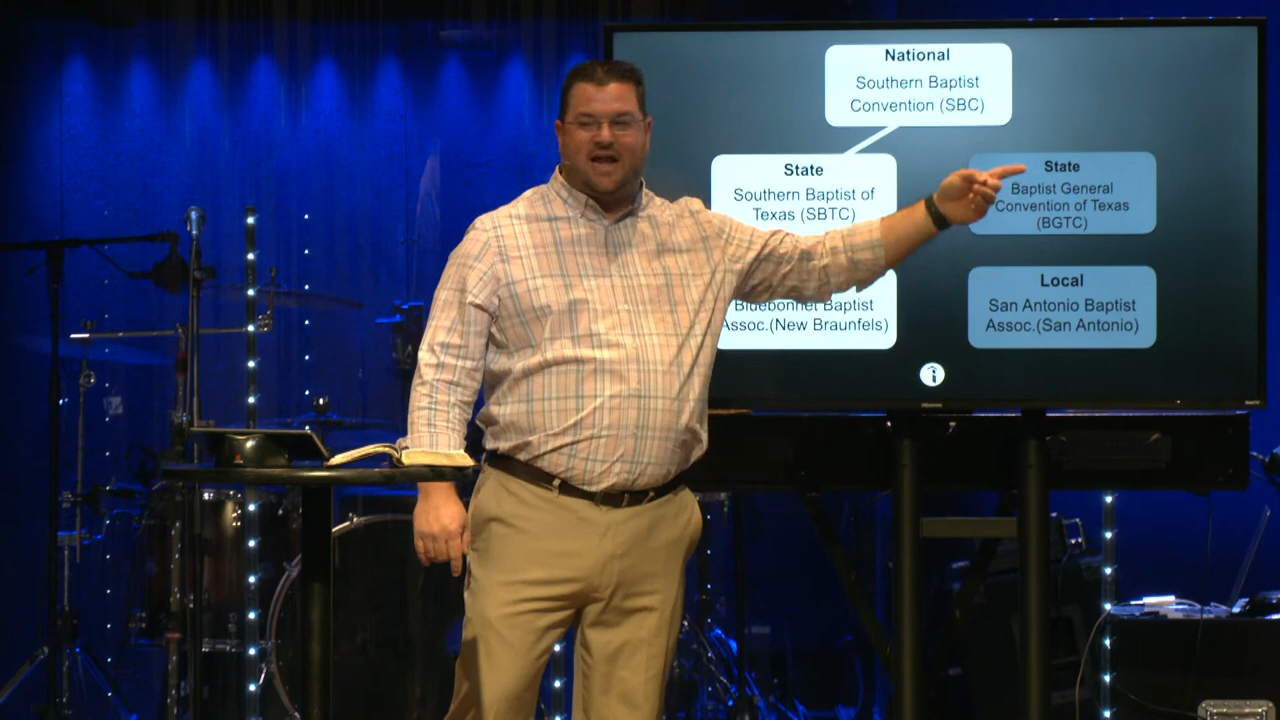 National
Southern Baptist
Convention (SBC)
State
Southern Baptist of
Texas (SBTC)
Bluebonnet Baptist
Assoc.(New Braunfels)
State
Baptist General
Convention of Texas
(BGTC)
Local
San Antonio Baptist
Assoc.(San Antonio)